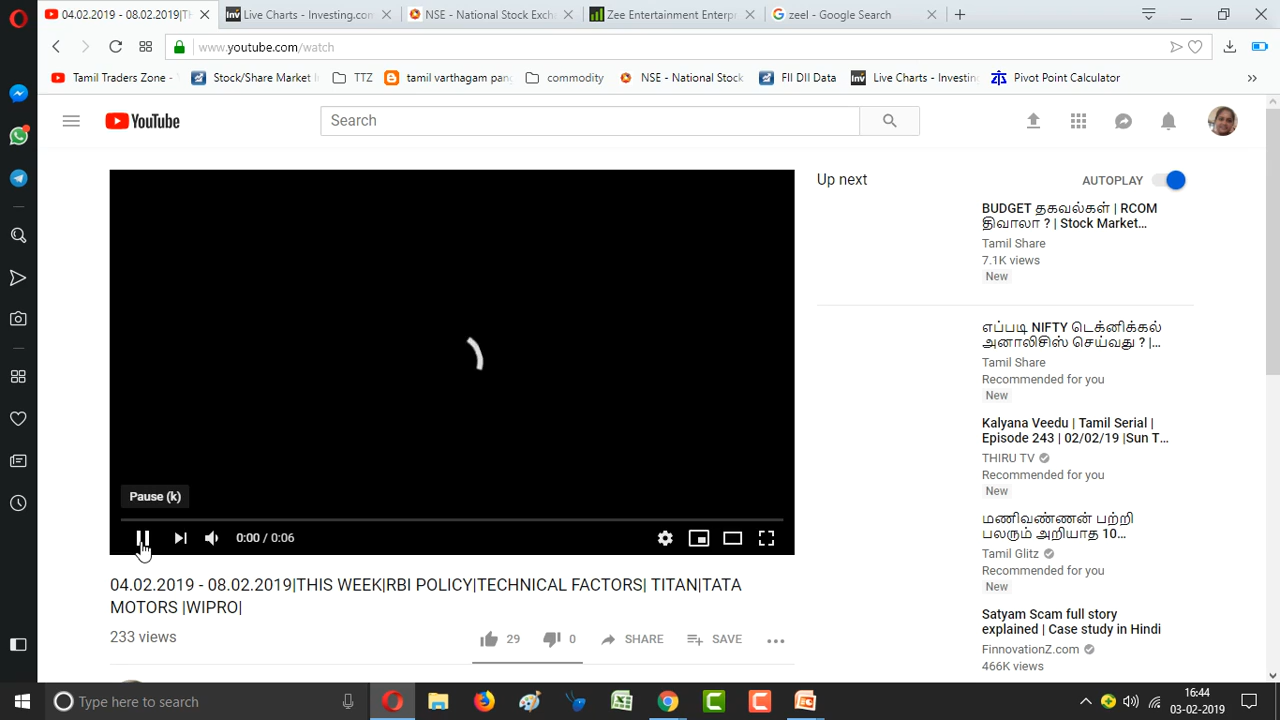 04.02.2019 - 08.02.2019|TH
Live Charts - Investing.com
NSE - National Stock Exch
Zee Entertainment Enterp
zeel - Google Search
www.youtube.com/watch
Tamil Traders Zone -
Stock/Share Market
TTZ
tamil varthagam pang
commodity
NSE - National Stock
FII DII Data
Inv
Live Charts - Investin
Pivot Point Calculator
YouTube
Search
Up next
AUTOPLAY
BUDGET தகவல்கள் | RCOM
திவாலா ? | Stock Market...
Tamil Share
7.1K views
New
எப்படி NIFTY டெக்னிக்கல்
அனாலிசிஸ் செய்வது ? |...
Tamil Share
Recommended for you
New
Kalyana Veedu | Tamil Serial |
Episode 243 | 02/02/19 |Sun T...
THIRU TV
Recommended for you
New
மணிவண்ணன் பற்றி
பலரும் அறியாத 10...
Tamil Glitz
Recommended for you
New
Satyam Scam full story
explained | Case study in Hindi
FinnovationZ.com
466K views
Pause (k)
0:00 / 0:06
04.02.2019 - 08.02.2019|THIS WEEK|RBI POLICY|TECHNICAL FACTORS| TITAN|TATA
MOTORS |WIPRO|
233 views
29
0
SHARE
SAVE
Type here to search
16:44
03-02-2019